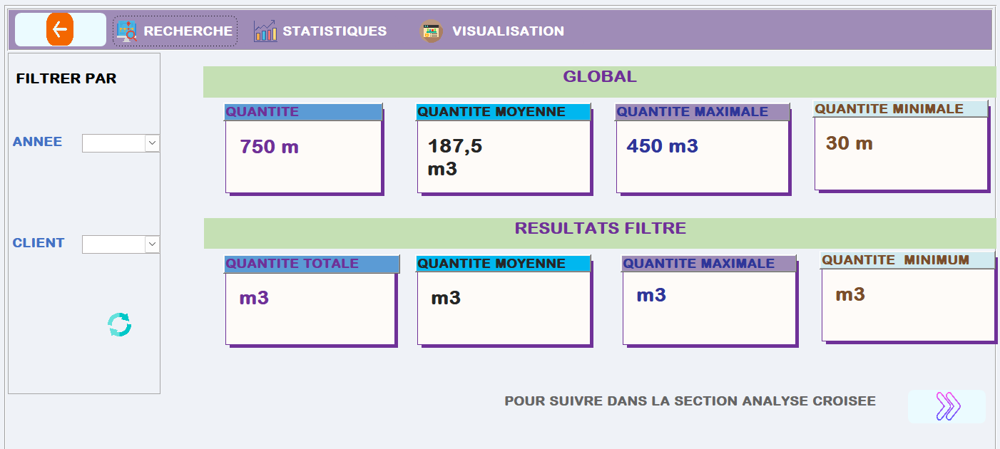 RECHERCHE STATISTIQUES VISUALISATION
FILTRER PAR
ANNEE
CLIENT
GLOBAL
QUANTITE QUANTITE MOYENNE QUANTITE MAXIMALE QUANTITE MINIMALE
750 m 187,5 450 m3 30 m
m3
RESULTATS FILTRE
QUANTITE TOTALE QUANTITE MOYENNE QUANTITE MAXIMALE QUANTITE MINIMUM
m3 m3 m3 m3
POUR SUIVRE DANS LA SECTION ANALYSE CROISEE